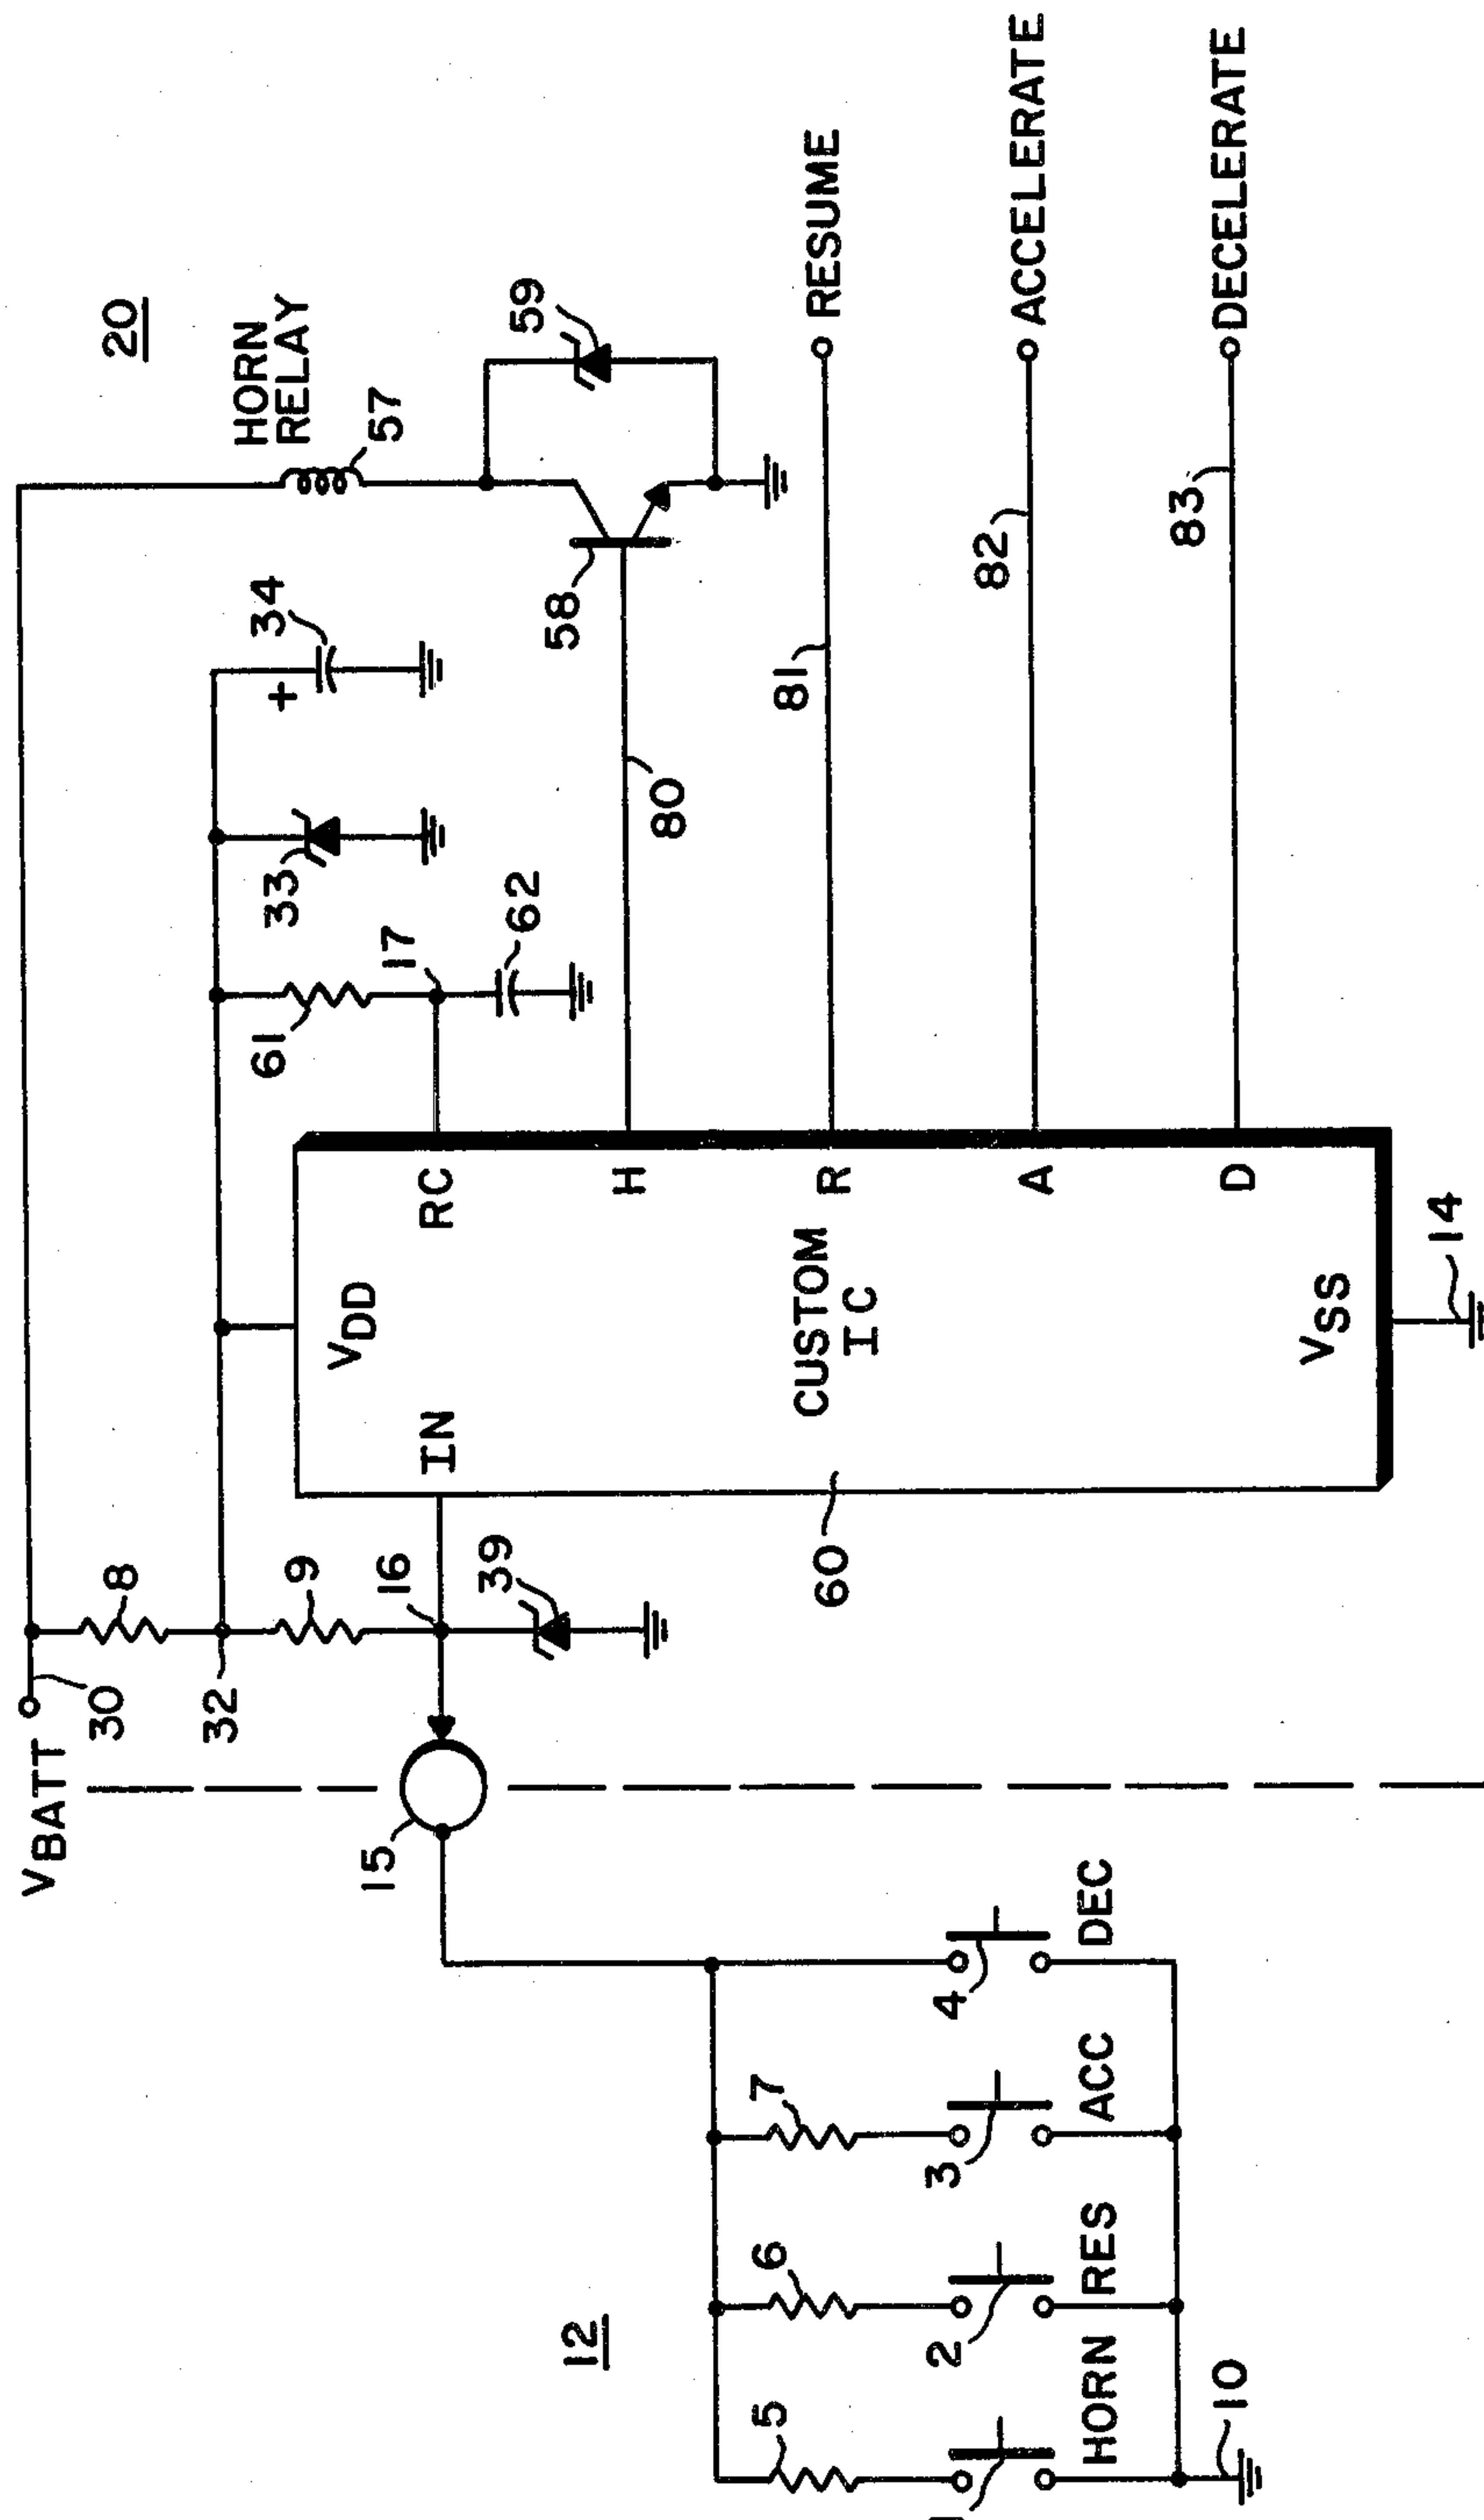 20
VBATT
30
8
32
9
16
39
15
12
HORN
RELAY
57
59
58
34
+
33
17
61
62
80
VDD
IN
RC
H
R
A
D
CUSTOM
IC
VSS
60
14
81
RESUME
82
ACCELERATE
83
DECELERATE
5
6
7
2
3
4
HORN
RES
ACC
DEC
10